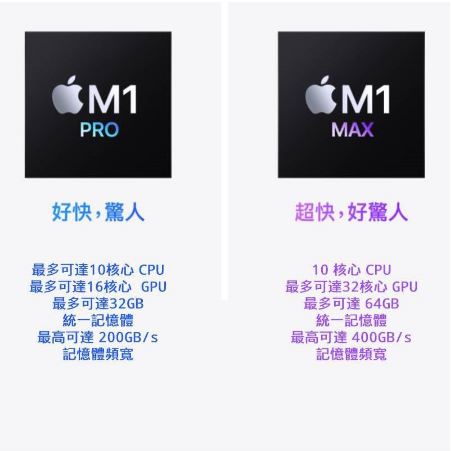 M1
PRO
好快，驚人
最多可達10核心 CPU
最多可達16核心 GPU
最多可達32GB
統一記憶體
最高可達 200GB/s
記憶體頻寬
M1
MAX
超快，好驚人
10 核心 CPU
最多可達32核心 GPU
最多可達 64GB
統一記憶體
最高可達 400GB/s
記憶體頻寬